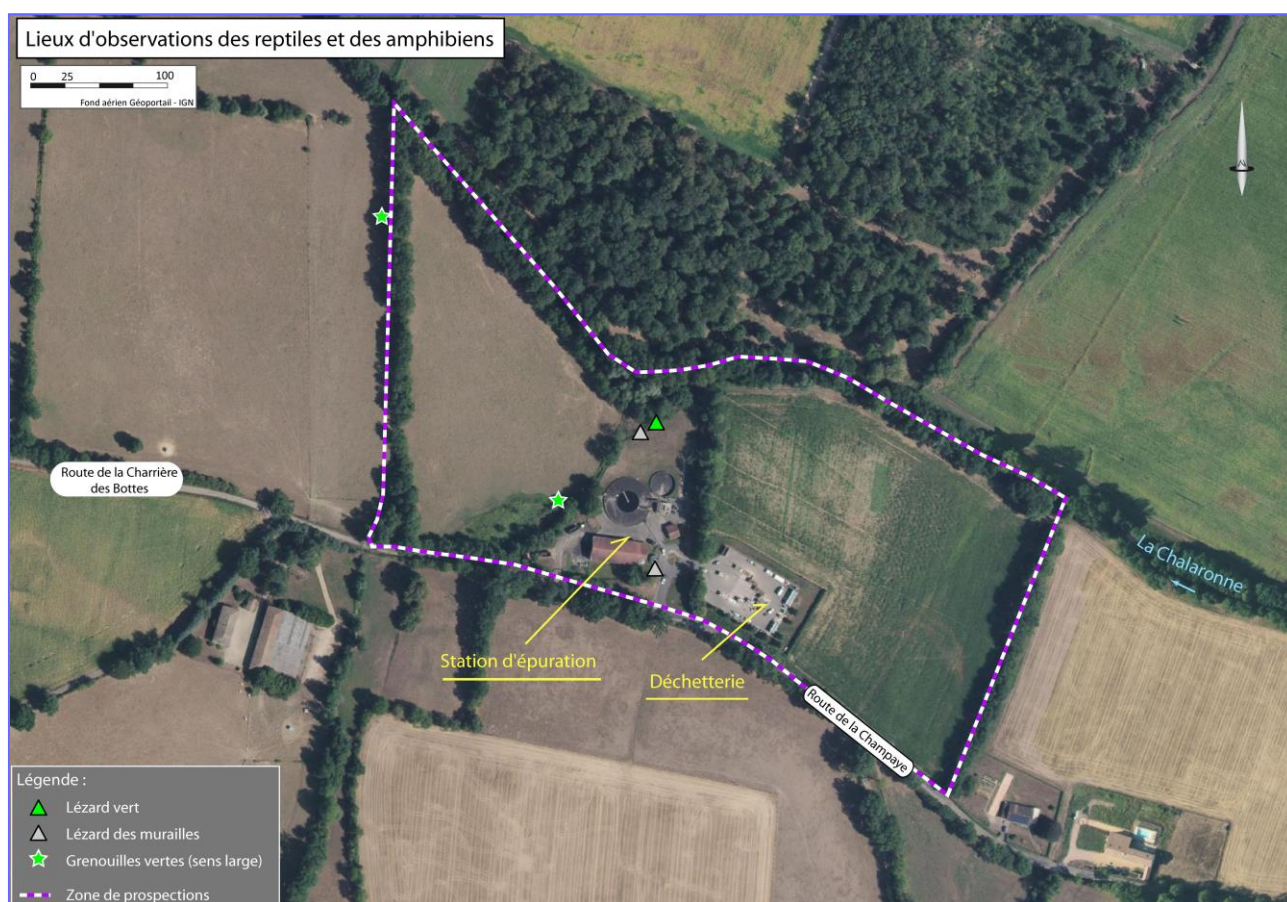 Lieux d'observations des reptiles et des amphibiens
0 25 100
Fond aérien Géoportail - IGN
Route de la Charrière
des Bottes
La Chalaronne
Station d'épuration
Déchetterie
Route de la Champaye
Légende :
Lézard vert
Lézard des murailles
Grenouilles vertes (sens large)
Zone de prospections